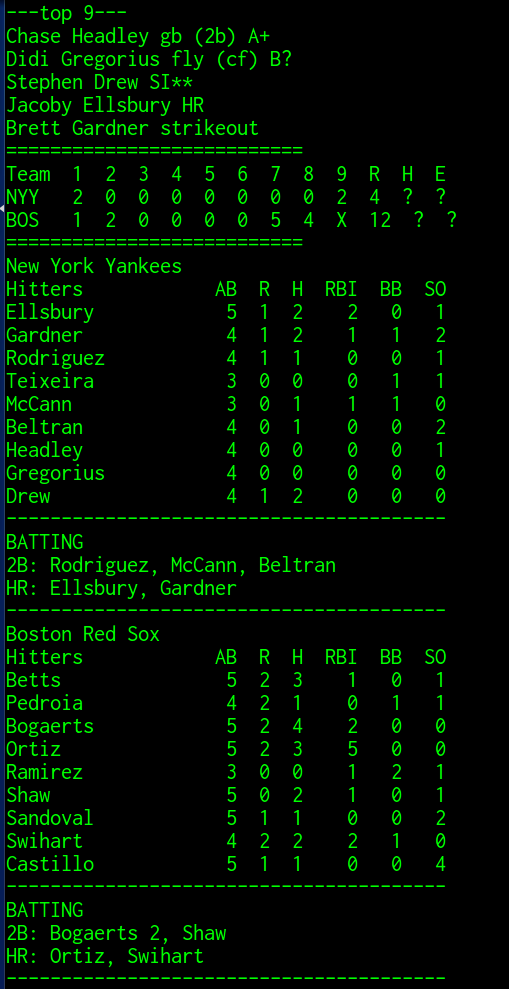 ---top 9---
Chase Headley gb (2b) A+
Didi Gregorius fly (cf) B?
Stephen Drew SI**
Jacoby Ellsbury HR
Brett Gardner strikeout
===========================
Team  1  2  3  4  5  6  7  8  9  R  H  E
NYY  2  0  0  0  0  0  0  0  2  4  ?  ?
BOS  1  2  0  0  0  0  5  4  X  12  ?  ?
===========================
New York Yankees
Hitters            AB  R  H  RBI  BB  SO
Ellsbury            5  1  2    2   0   1
Gardner             4  1  2    1   1   2
Rodriguez           4  1  1    0   0   1
Teixeira            3  0  0    0   1   1
McCann              3  0  1    1   1   0
Beltran             4  0  1    0   0   2
Headley             4  0  0    0   0   1
Gregorius           4  0  0    0   0   0
Drew                4  1  2    0   0   0
----------------------------------------
BATTING
2B: Rodriguez, McCann, Beltran
HR: Ellsbury, Gardner
----------------------------------------
Boston Red Sox
Hitters            AB  R  H  RBI  BB  SO
Betts               5  2  3    1   0   1
Pedroia             4  2  1    0   1   1
Bogaerts            5  2  4    2   0   0
Ortiz               5  2  3    5   0   0
Ramirez             3  0  0    1   2   1
Shaw                5  0  2    1   0   1
Sandoval            5  1  1    0   0   2
Swihart             4  2  2    2   1   0
Castillo            5  1  1    0   0   4
----------------------------------------
BATTING
2B: Bogaerts 2, Shaw
HR: Ortiz, Swihart
----------------------------------------